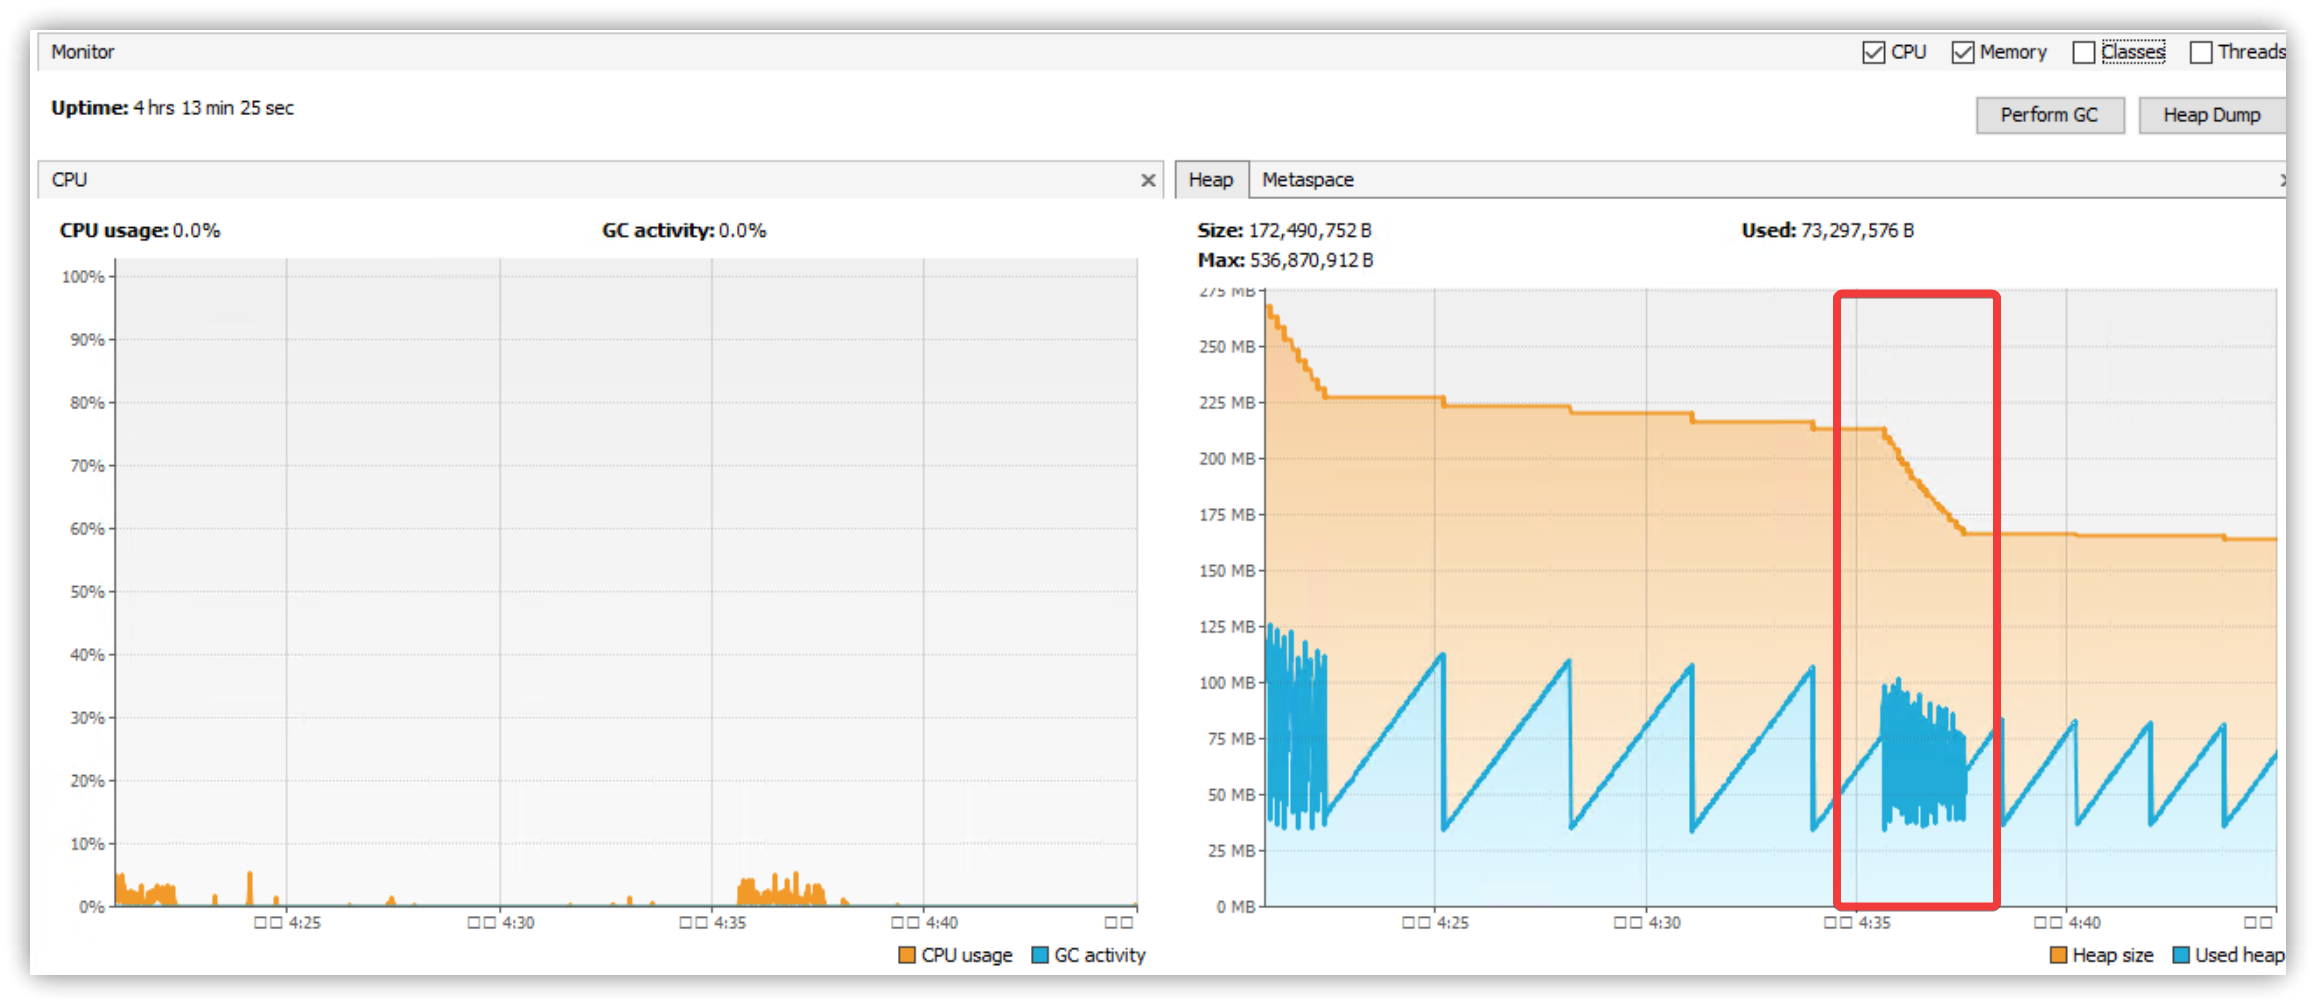 Monitor
CPU Memory Classes Threads
Uptime: 4 hrs 13 min 25 sec
Perform GC Heap Dump
CPU
Heap Metaspace
CPU usage: 0.0% GC activity: 0.0%
Size: 172,490,752 B Used: 73,297,576 B
Max: 536,870,912 B
100%
90%
80%
70%
60%
50%
40%
30%
20%
10%
0%
□□ 4:25 □□ 4:30 □□ 4:35 □□ 4:40 □□
CPU usage GC activity
275 MB
250 MB
225 MB
200 MB
175 MB
150 MB
125 MB
100 MB
75 MB
50 MB
25 MB
0 MB
□□ 4:25 □□ 4:30 □□ 4:35 □□ 4:40 □□
Heap size Used heap